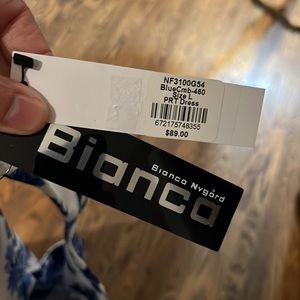 NF3100G54
BlueCmb-460
Size L
PRT Dress
672175748355
$89.00
Bianca Nygård
Bianca